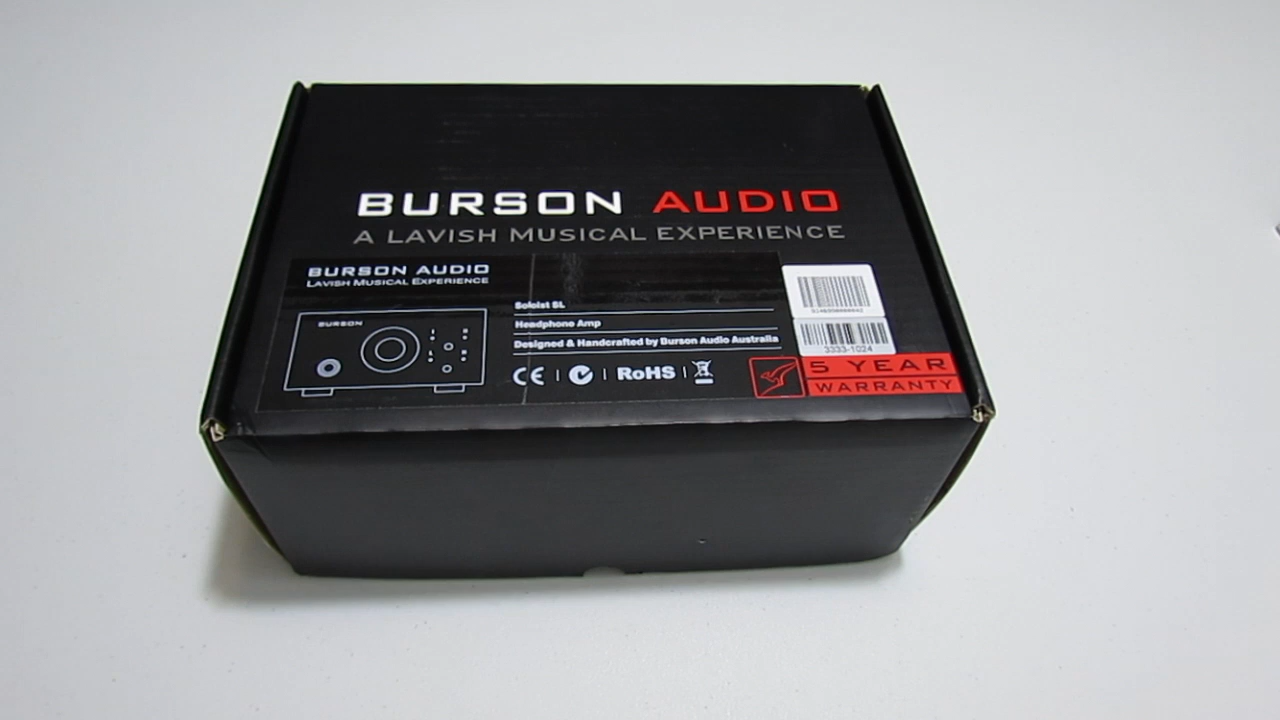 BURSON AUDIO
A LAVISH MUSICAL EXPERIENCE
BURSON AUDIO
LAVISH MUSICAL EXPERIENCE
BURSON
Soloist SL
Headphone Amp
Designed & Handcrafted by Burson Audio Australia
CE
RoHS
3333-1024
5 YEAR
WARRANTY